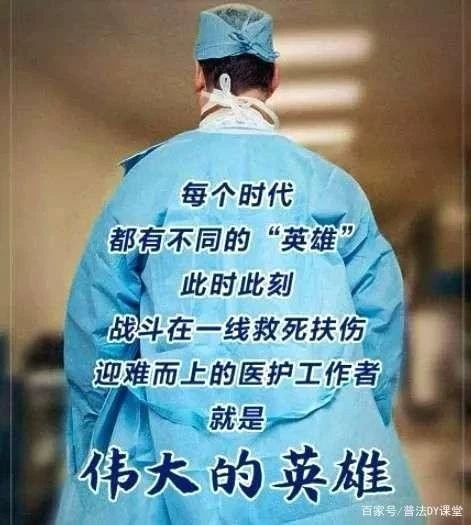 每个时代
都有不同的“英雄”
此时此刻
战斗在一线救死扶伤
迎难而上的医护工作者
就是
伟大的英雄
百家号/普法DY课堂